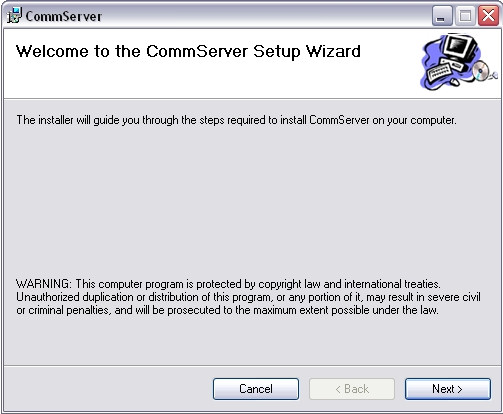 CommServer
Welcome to the CommServer Setup Wizard
The installer will guide you through the steps required to install CommServer on your computer.
WARNING: This computer program is protected by copyright law and international treaties.
Unauthorized duplication or distribution of this program, or any portion of it, may result in severe civil
or criminal penalties, and will be prosecuted to the maximum extent possible under the law.
Cancel
< Back
Next >